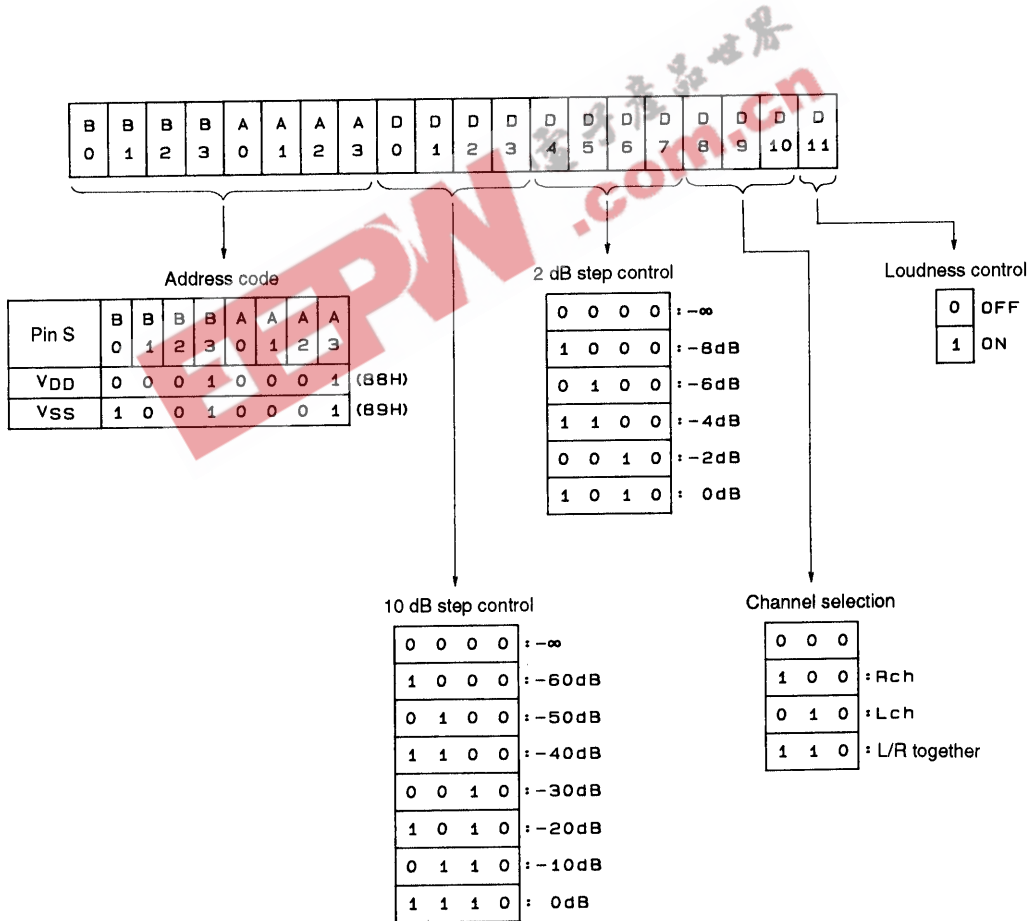 電子産品世界
EEPW.com.cn
B B B B A A A A D D D D D D D D D D D D
0 1 2 3 0 1 2 3 0 1 2 3 4 5 6 7 8 9 10 11
Address code
Pin S B B B B A A A A
0 1 2 3 0 1 2 3
VDD 0 0 0 1 0 0 0 1 (88H)
VSS 1 0 0 1 0 0 0 1 (89H)
2 dB step control
0 0 0 0 :-∞
1 0 0 0 :-8dB
0 1 0 0 :-6dB
1 1 0 0 :-4dB
0 0 1 0 :-2dB
1 0 1 0 : 0dB
Loudness control
0 OFF
1 ON
10 dB step control
0 0 0 0 :-∞
1 0 0 0 :-60dB
0 1 0 0 :-50dB
1 1 0 0 :-40dB
0 0 1 0 :-30dB
1 0 1 0 :-20dB
0 1 1 0 :-10dB
1 1 1 0 : 0dB
Channel selection
0 0 0
1 0 0 :Rch
0 1 0 :Lch
1 1 0 : L/R together